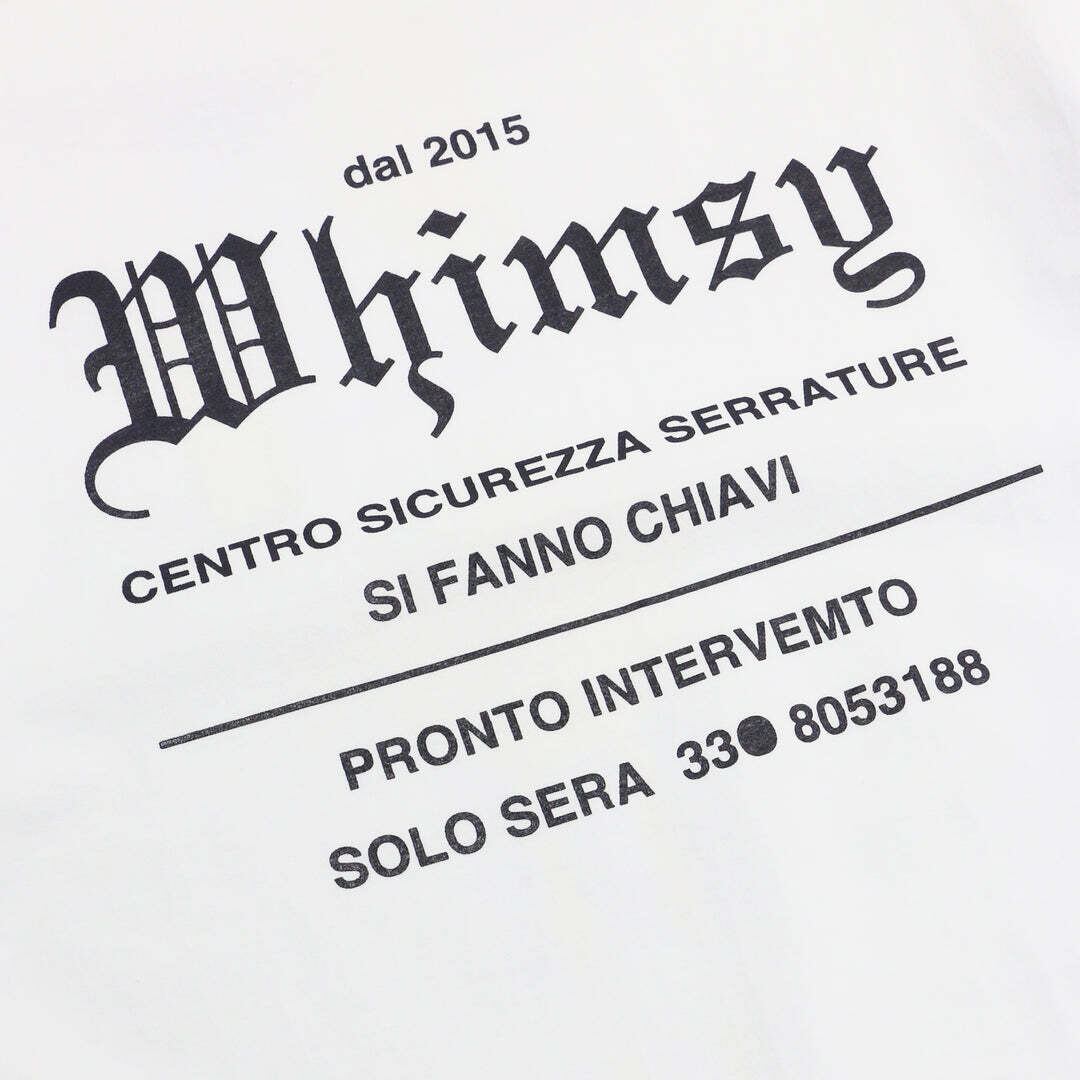 dal 2015
Whimsy
CENTRO SICUREZZA SERRATURE
SI FANNO CHIAVI
PRONTO INTERVEMTO
SOLO SERA 33● 8053188